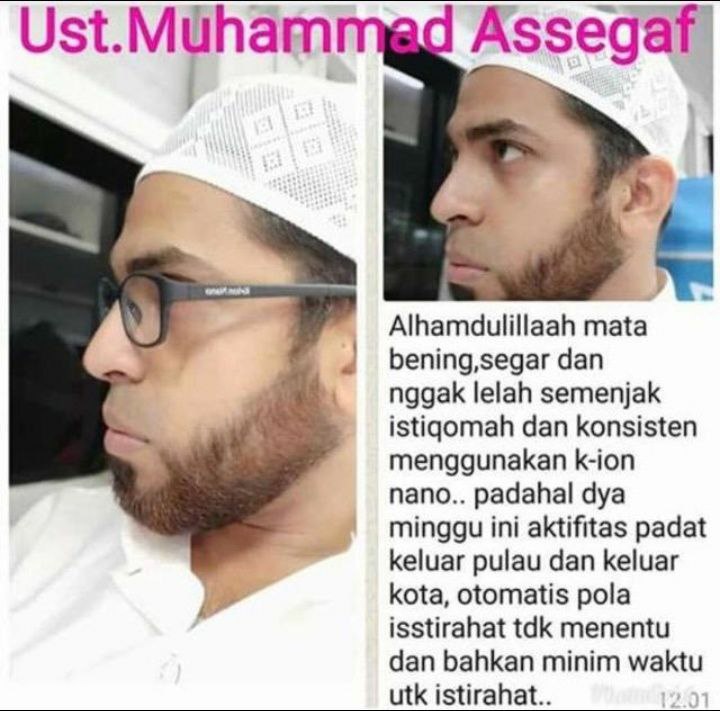 Ust.Muhammad Assegaf
Alhamdulillaah mata
bening,segar dan
nggak lelah semenjak
istiqomah dan konsisten
menggunakan k-ion
nano.. padahal dya
minggu ini aktifitas padat
keluar pulau dan keluar
kota, otomatis pola
isstirahat tdk menentu
dan bahkan minim waktu
utk istirahat..
12.01